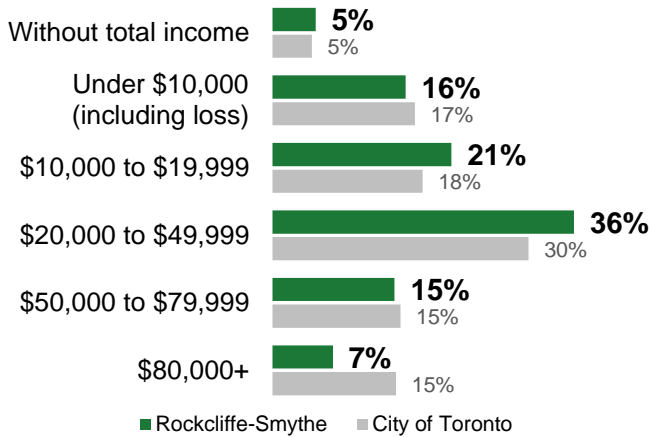 Without total income
5%
5%
Under $10,000
(including loss)
16%
17%
$10,000 to $19,999
21%
18%
$20,000 to $49,999
36%
30%
$50,000 to $79,999
15%
15%
$80,000+
7%
15%
Rockcliffe-Smythe City of Toronto